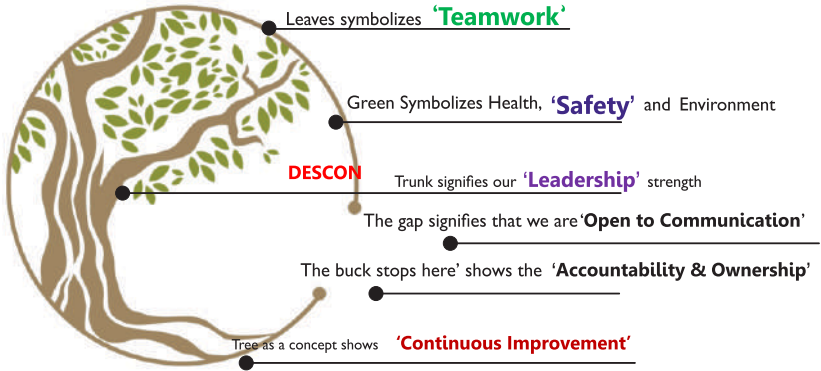 Leaves symbolizes ‘Teamwork’
Green Symbolizes Health, ‘Safety’ and Environment
DESCON
Trunk signifies our ‘Leadership’ strength
The gap signifies that we are ‘Open to Communication’
The buck stops here’ shows the ‘Accountability & Ownership’
Tree as a concept shows ‘Continuous Improvement’